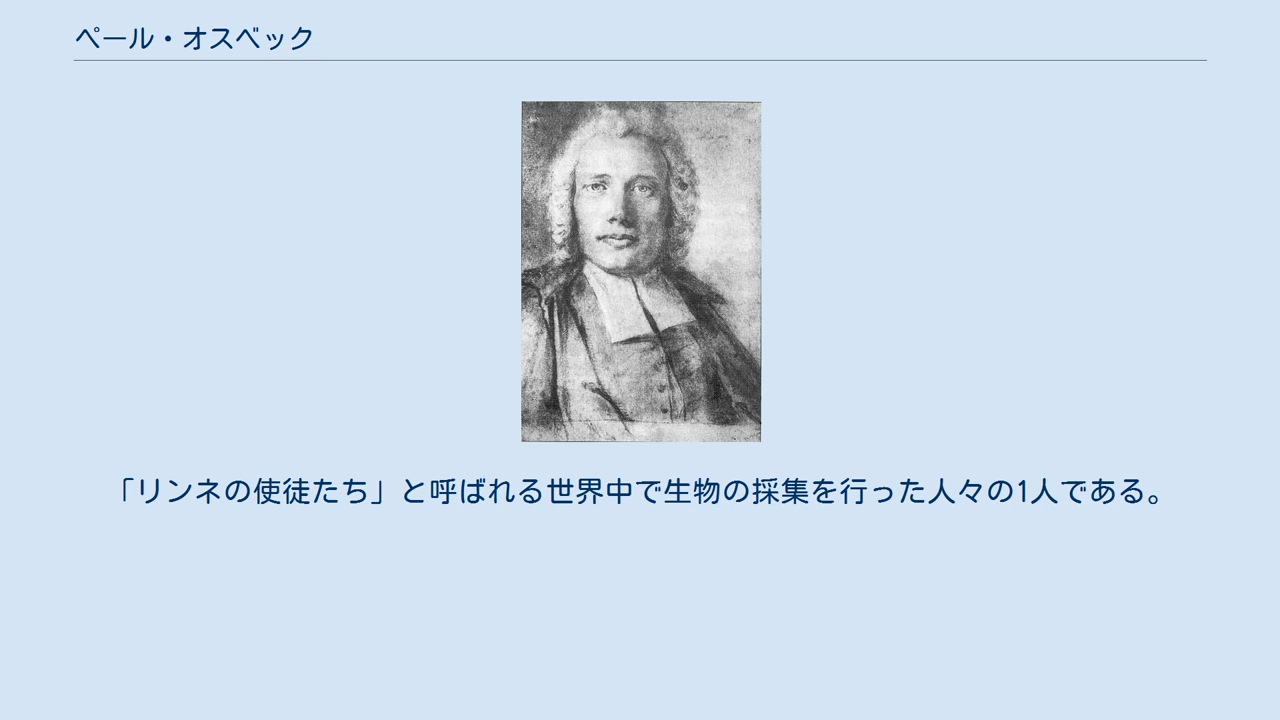 ペール・オスベック
「リンネの使徒たち」と呼ばれる世界中で生物の採集を行った人々の1人である。